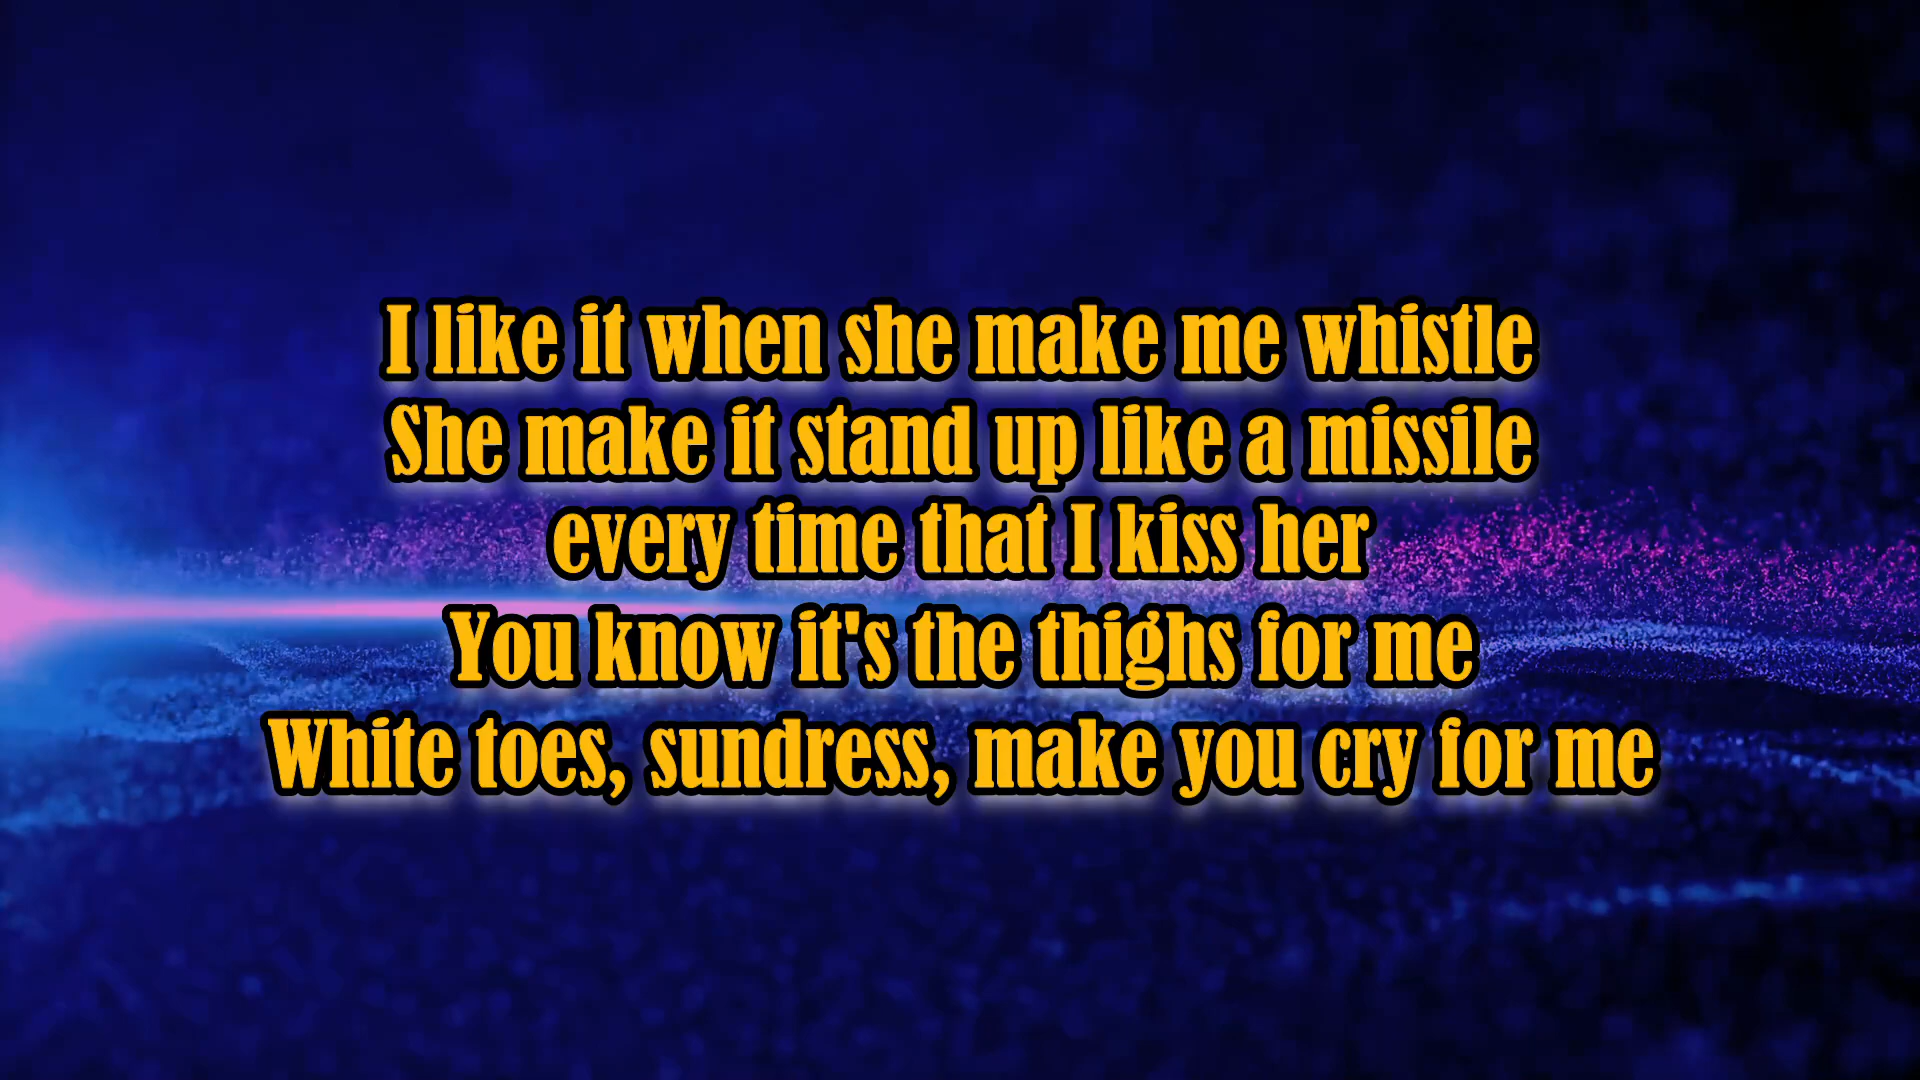 I like it when she make me whistle
She make it stand up like a missile
every time that I kiss her
You know it's the thighs for me
White toes, sundress, make you cry for me